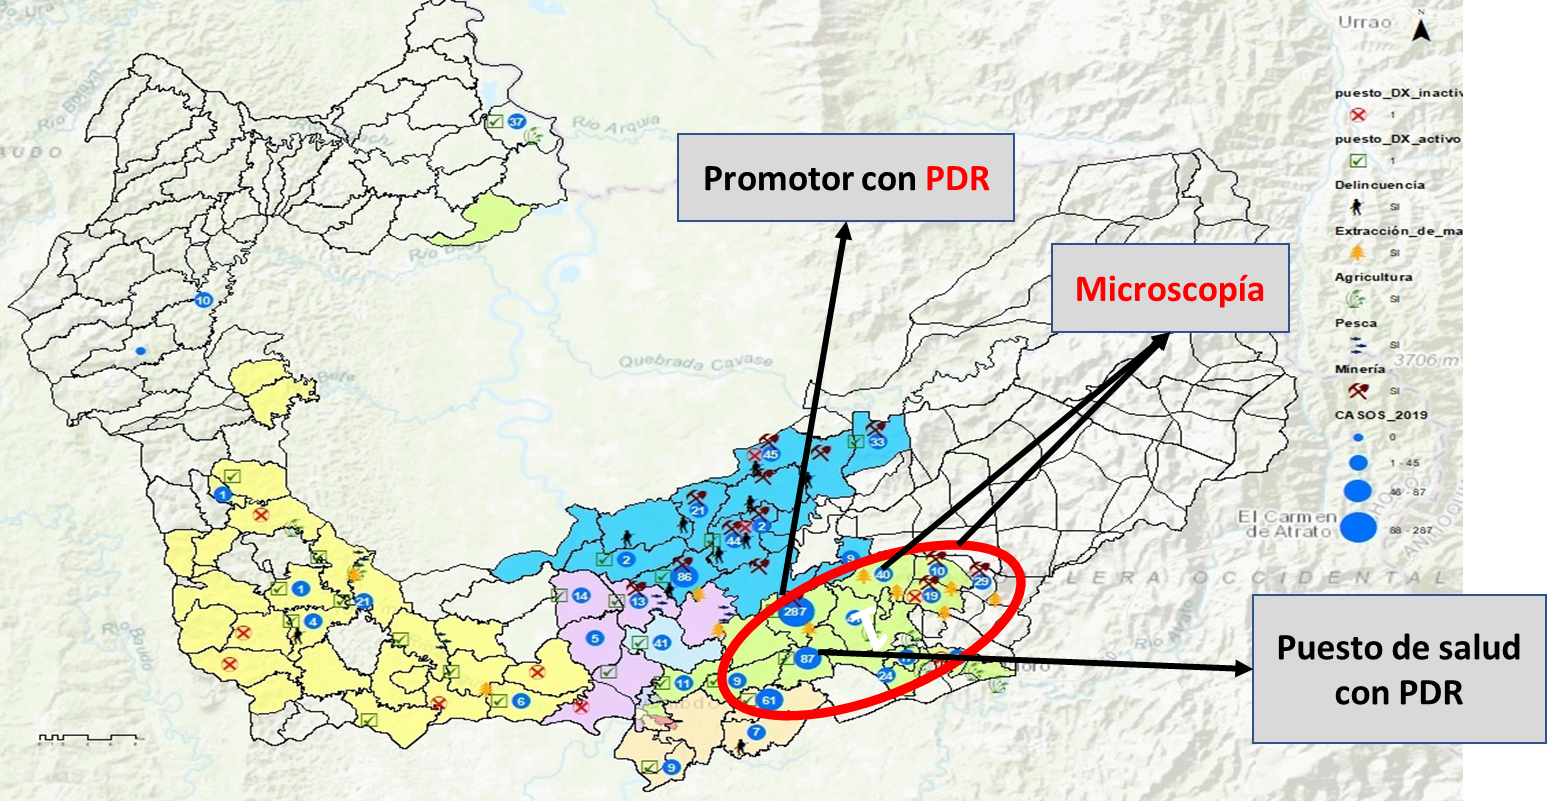 Urrao
N
Río Arquia
AUDO
puesto_DX_inactiv
1
puesto_DX_activo
1
Delincuencia
SI
Extracción_de_ma
SI
Agricultura
SI
Pesca
SI
3706 m
Minería
SI
CASOS_2019
0
1 - 45
46 - 87
88 - 287
Promotor con PDR
Microscopía
Puesto de salud
con PDR
Quebrada Cavase
El Carmen
de Atrato
37
10
33
45
21
2
44
2
86
9
40
10
29
19
287
87
24
9
61
7
9
11
41
5
13
14
1
1
21
4
6